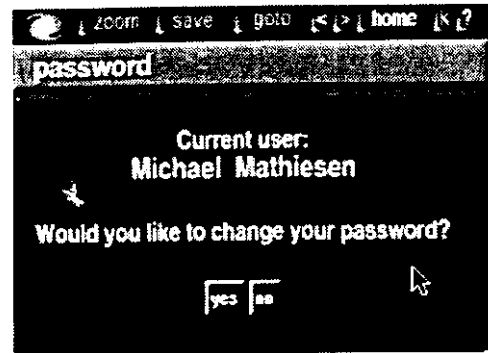 zoom save goto < > home < ?
password
Current user:
Michael Mathiesen
Would you like to change your password?
yes no